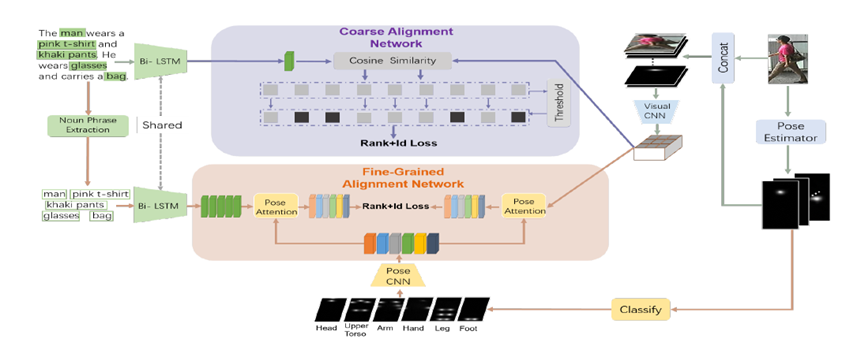 The man wears a
pink t-shirt and
khaki pants. He
wears glasses
and carries a bag.
Bi- LSTM
Noun Phrase
Extraction
Shared
man pink t-shirt
khaki pants
glasses bag
Bi- LSTM
Coarse Alignment
Network
Cosine Similarity
Threshold
Rank+Id Loss
Fine-Grained
Alignment Network
Pose
Attention
Rank+Id Loss
Pose
Attention
Pose
CNN
Head
Upper
Torso
Arm
Hand
Leg
Foot
Classify
Visual
CNN
Concat
Pose
Estimator